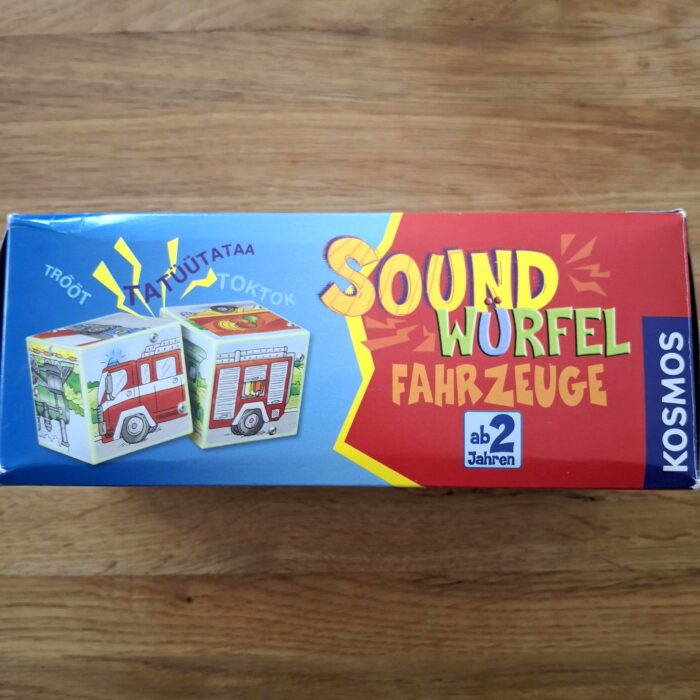 TRÖÖT
TATÜÜTATAA
TOKTOK
SOUND
WÜRFEL
FAHRZEUGE
ab 2
Jahren
KOSMOS